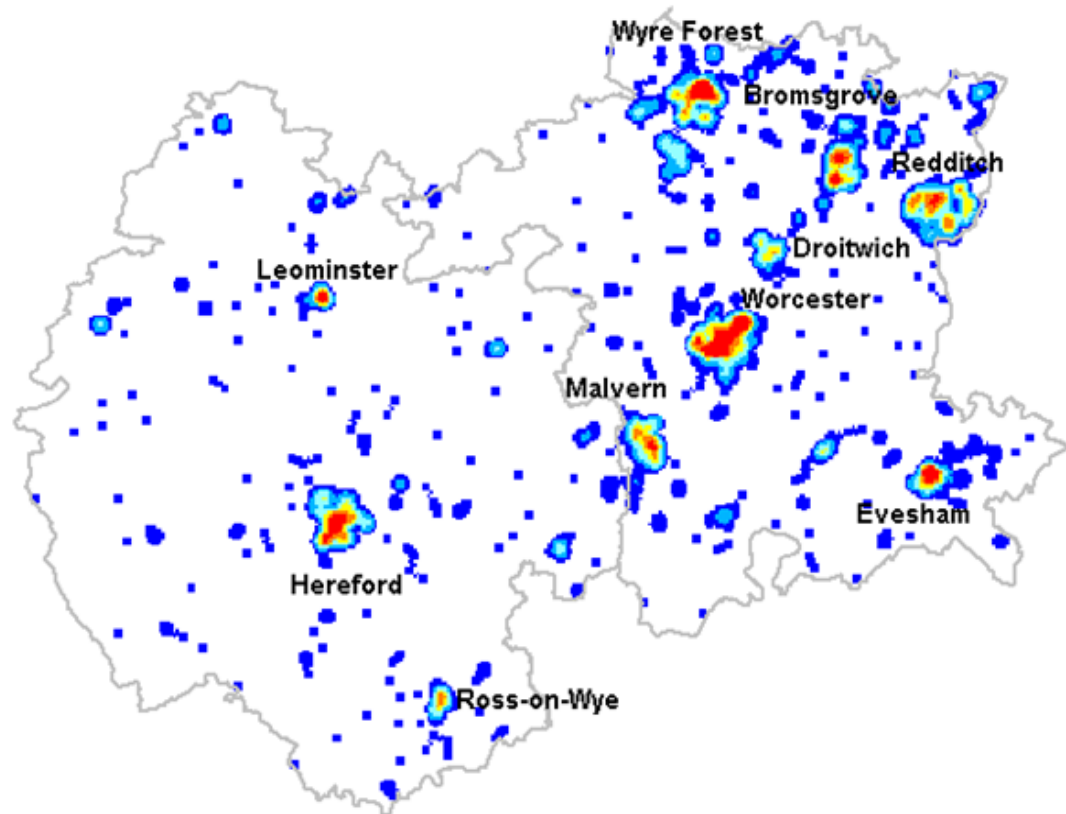 Wyre Forest
Bromsgrove
Redditch
Droitwich
Leominster
Worcester
Malvern
Evesham
Hereford
Ross-on-Wye